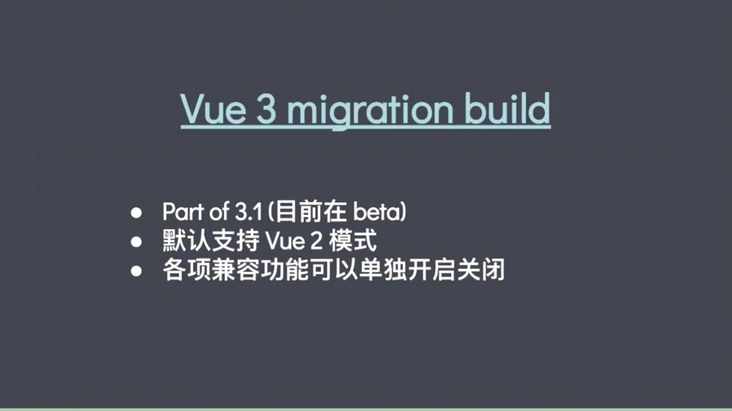 Vue 3 migration build
● Part of 3.1 (目前在 beta)
● 默认支持 Vue 2 模式
● 各项兼容功能可以单独开启关闭